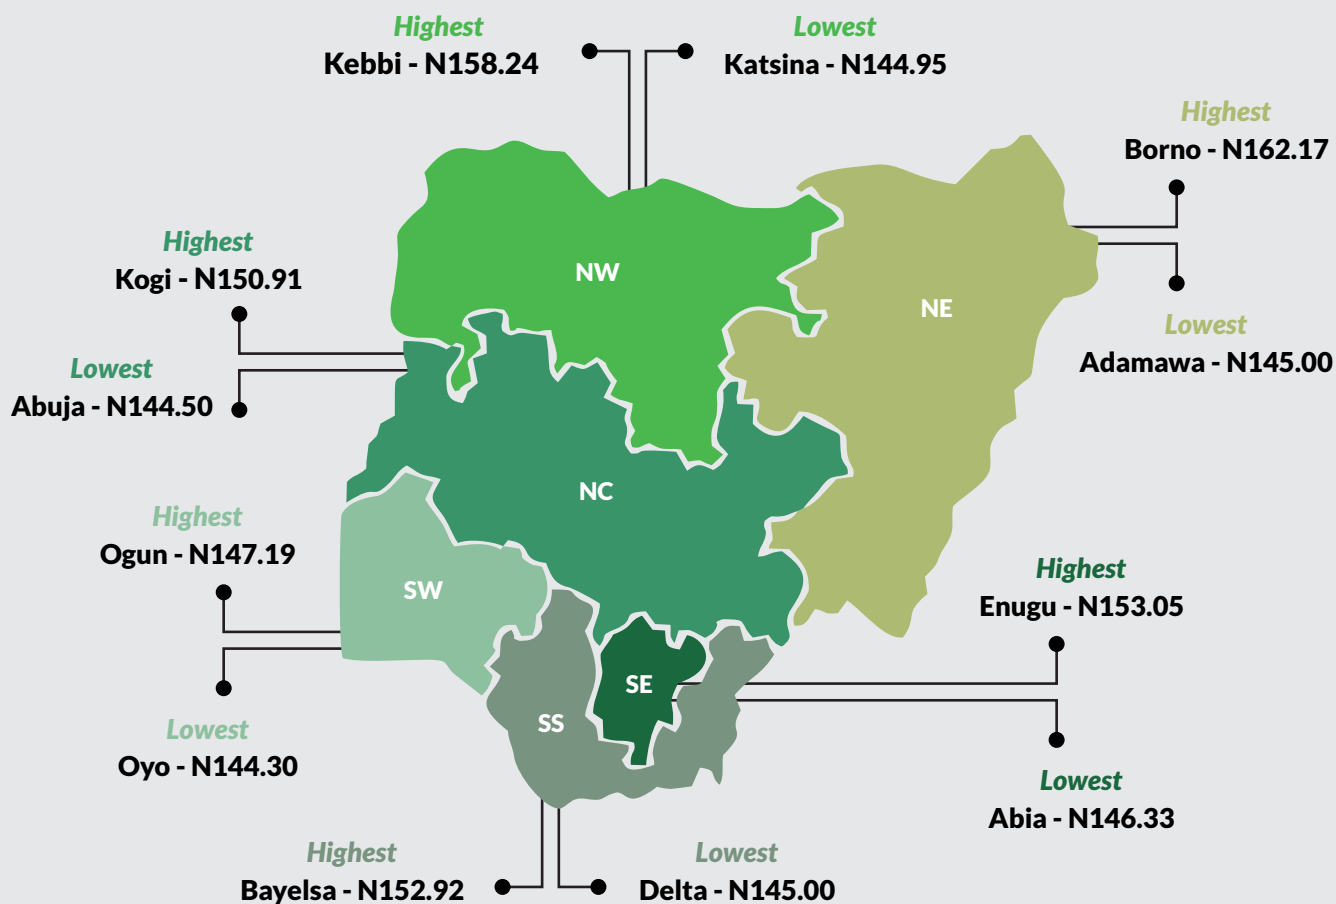 Highest
Kebbi - N158.24
Lowest
Katsina - N144.95
Highest
Borno - N162.17
Lowest
Adamawa - N145.00
Highest
Kogi - N150.91
Lowest
Abuja - N144.50
NW
NE
NC
SW
SE
SS
Highest
Ogun - N147.19
Lowest
Oyo - N144.30
Highest
Enugu - N153.05
Lowest
Abia - N146.33
Highest
Bayelsa - N152.92
Lowest
Delta - N145.00